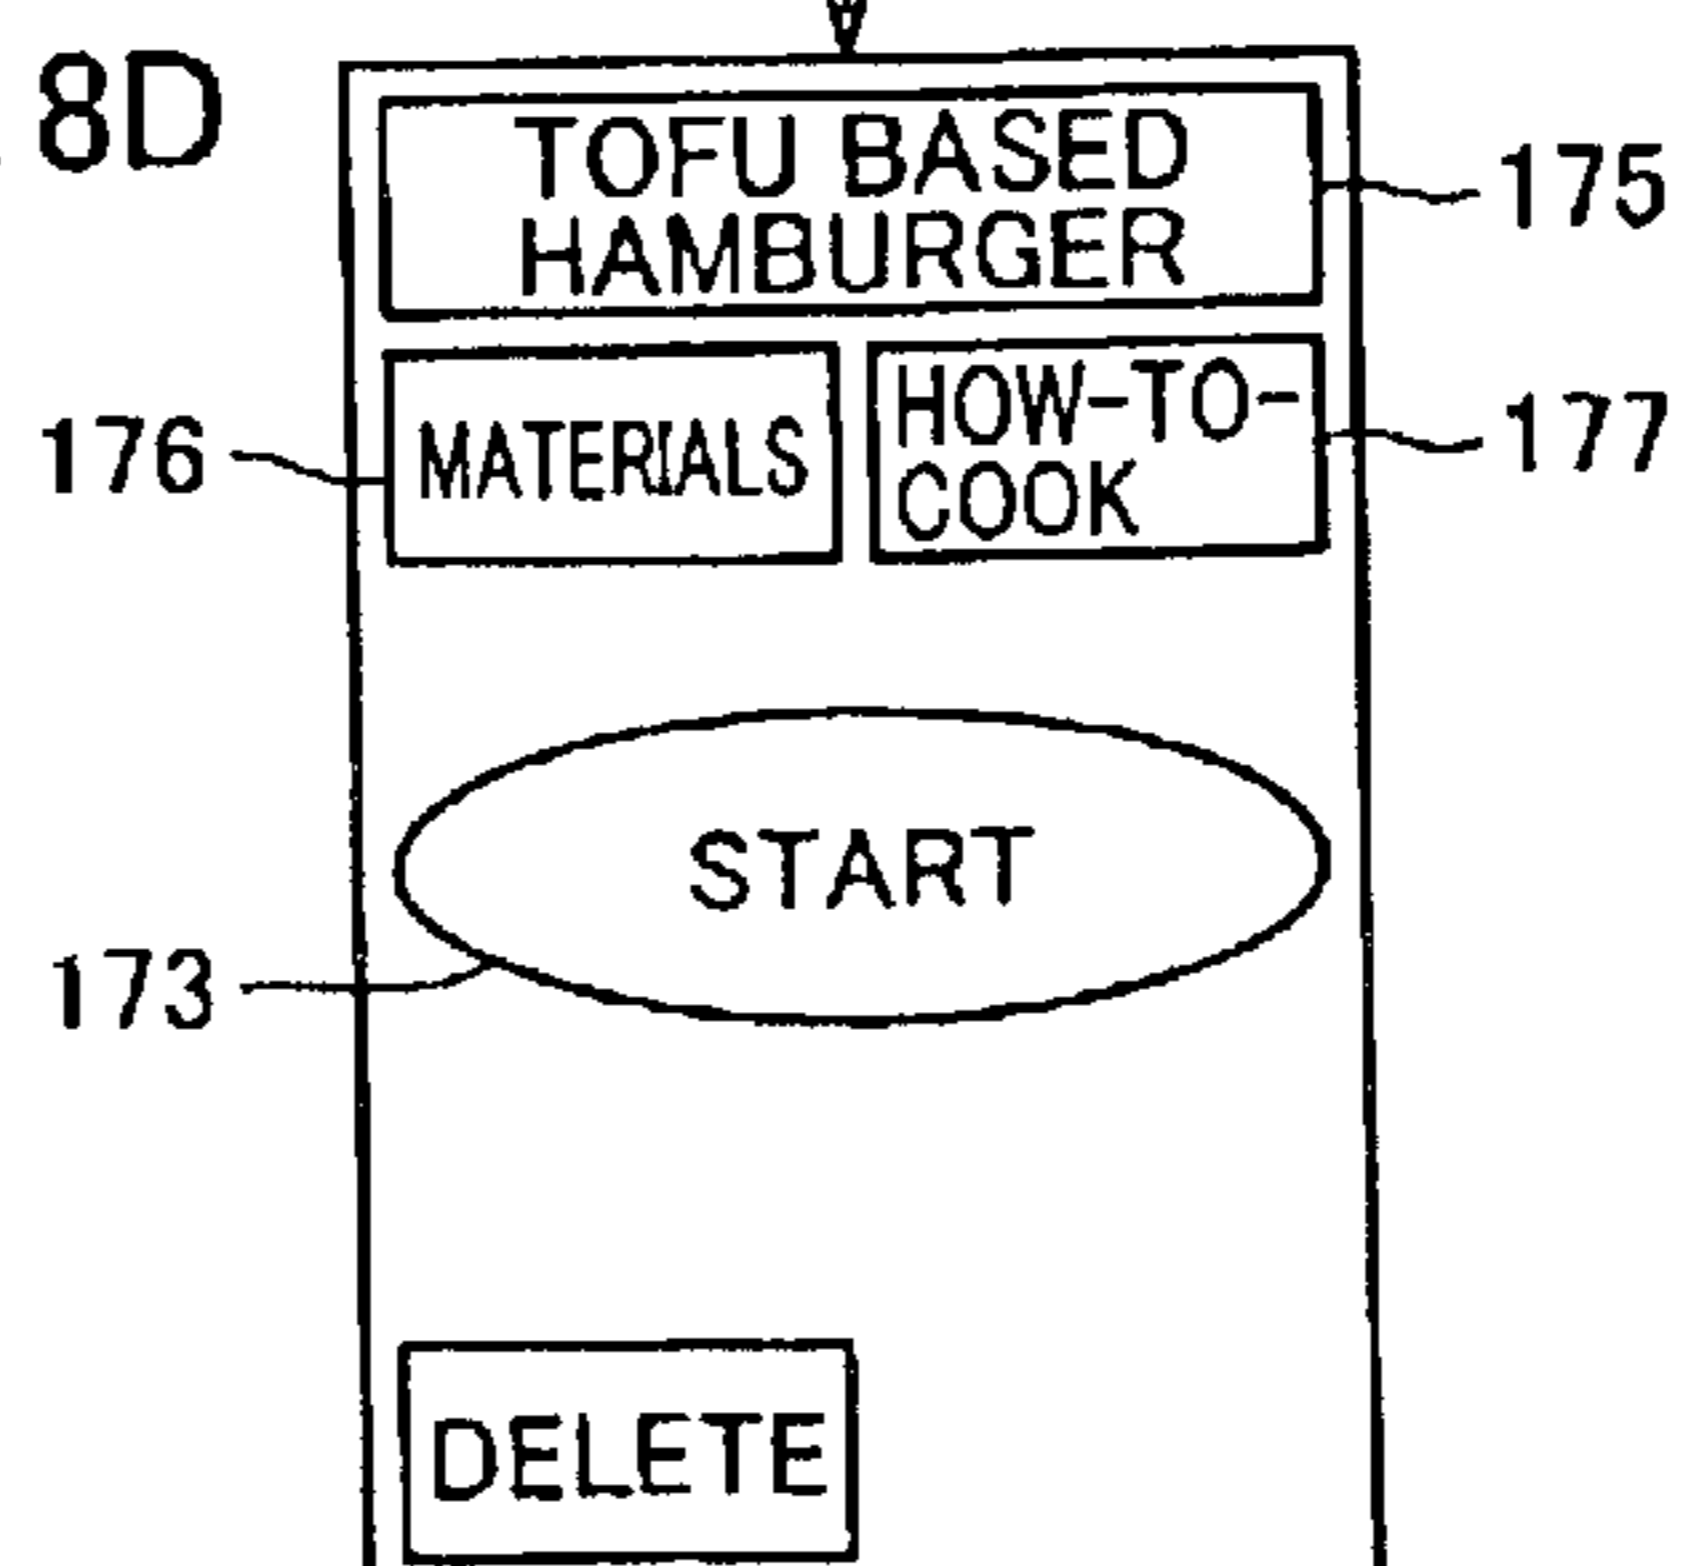 8D
TOFU BASED
HAMBURGER
175
176
MATERIALS
HOW-TO-
COOK
177
START
173
DELETE